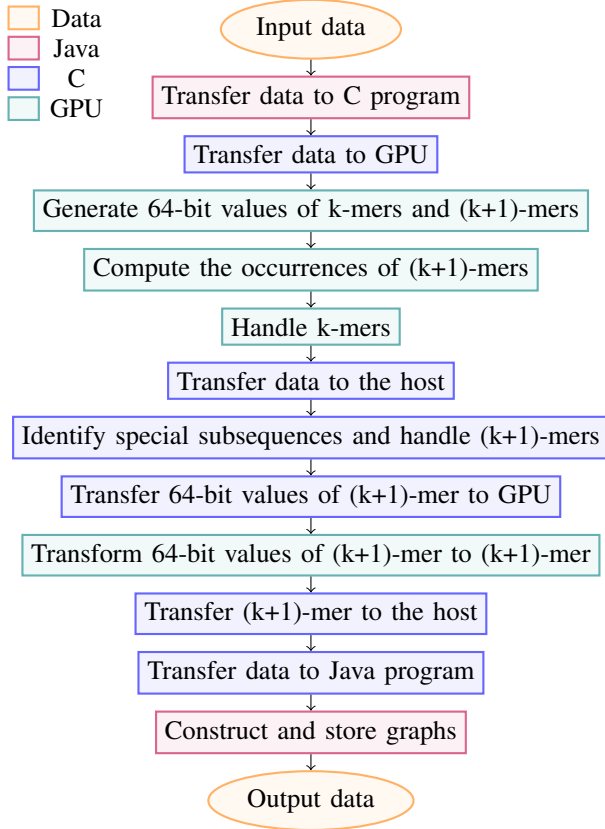 Data
Java
C
GPU
Input data
Transfer data to C program
Transfer data to GPU
Generate 64-bit values of k-mers and (k+1)-mers
Compute the occurrences of (k+1)-mers
Handle k-mers
Transfer data to the host
Identify special subsequences and handle (k+1)-mers
Transfer 64-bit values of (k+1)-mer to GPU
Transform 64-bit values of (k+1)-mer to (k+1)-mer
Transfer (k+1)-mer to the host
Transfer data to Java program
Construct and store graphs
Output data